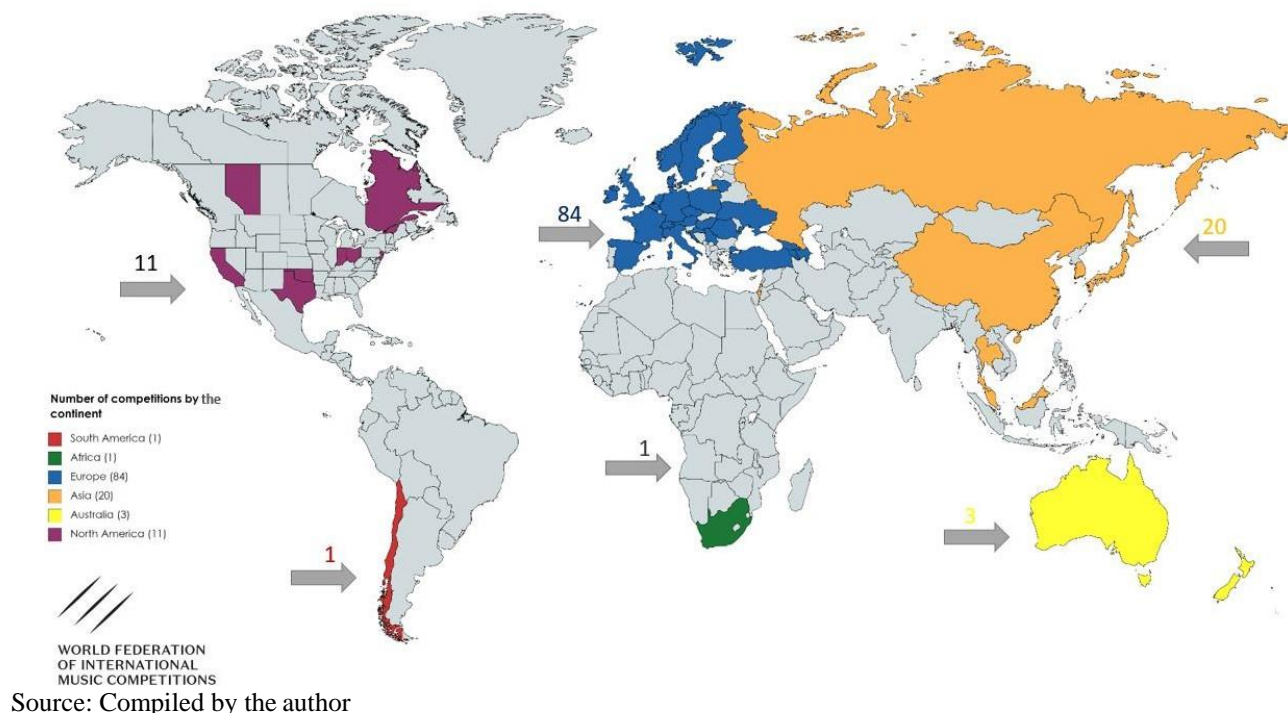 84
20
11
Number of competitions by the
continent
South America (1)
Africa (1)
Europe (84)
Asia (20)
Australia (3)
North America (11)
1
3
1
WORLD FEDERATION
OF INTERNATIONAL
MUSIC COMPETITIONS
Source: Compiled by the author